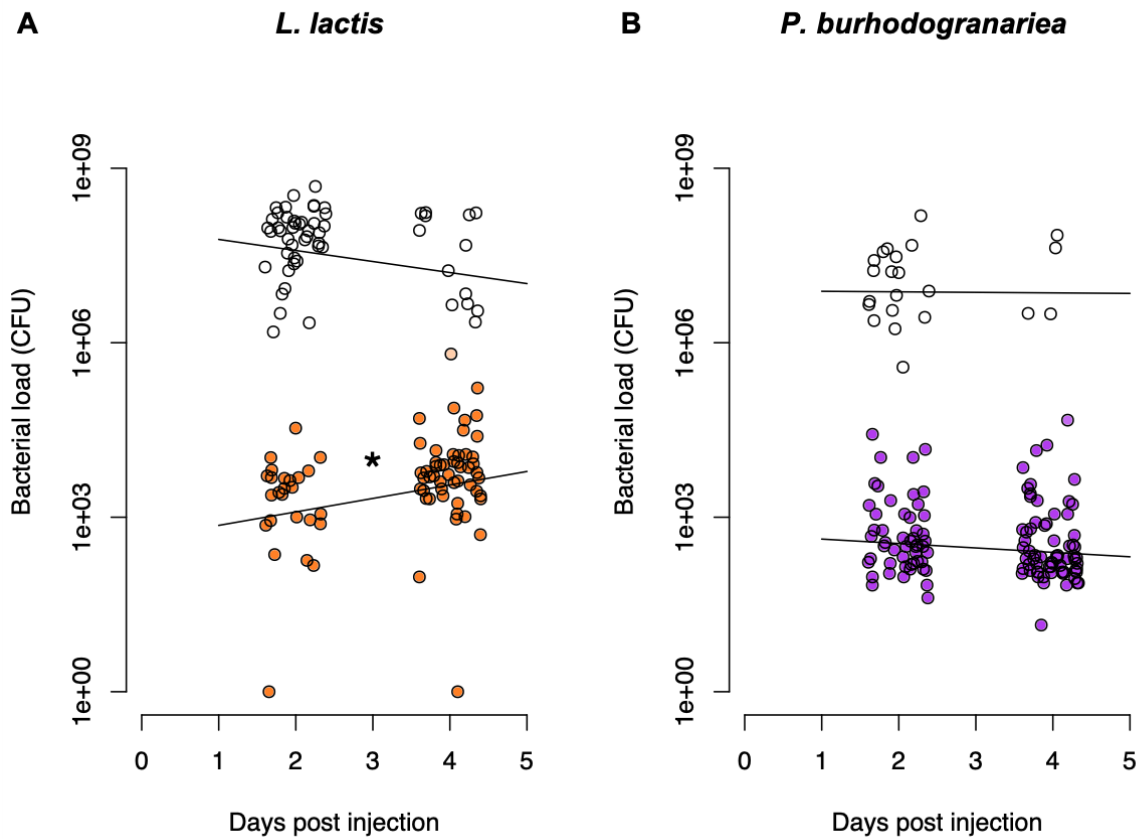 A
L. lactis
Bacterial load (CFU)
1e+09
1e+06
1e+03
1e+00
*
0 1 2 3 4 5
Days post injection
B
P. burhodogranariea
Bacterial load (CFU)
1e+09
1e+06
1e+03
1e+00
0 1 2 3 4 5
Days post injection